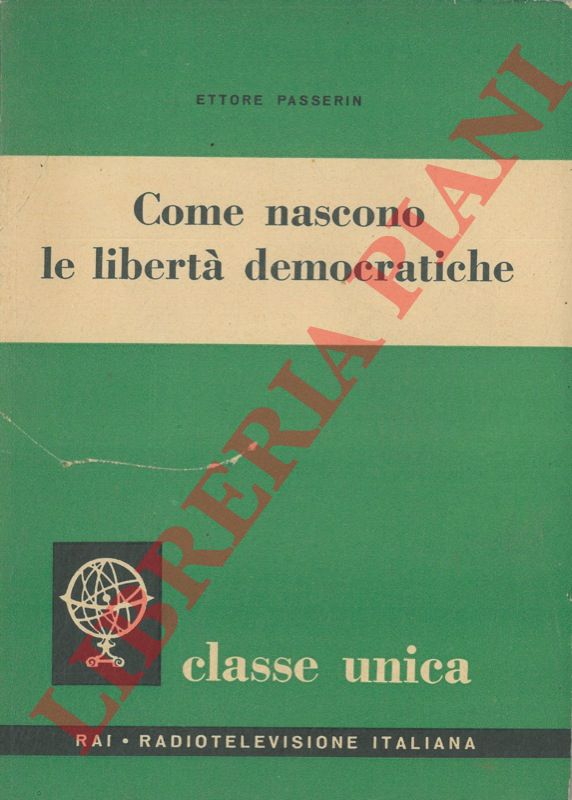 ETTORE PASSERIN
Come nascono
le libertà democratiche
LIBRERIA PIANI
classe unica
RAI • RADIOTELEVISIONE ITALIANA